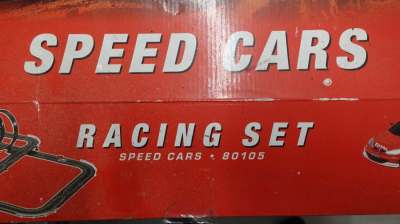 SPEED CARS
RACING SET
SPEED CARS • 80105